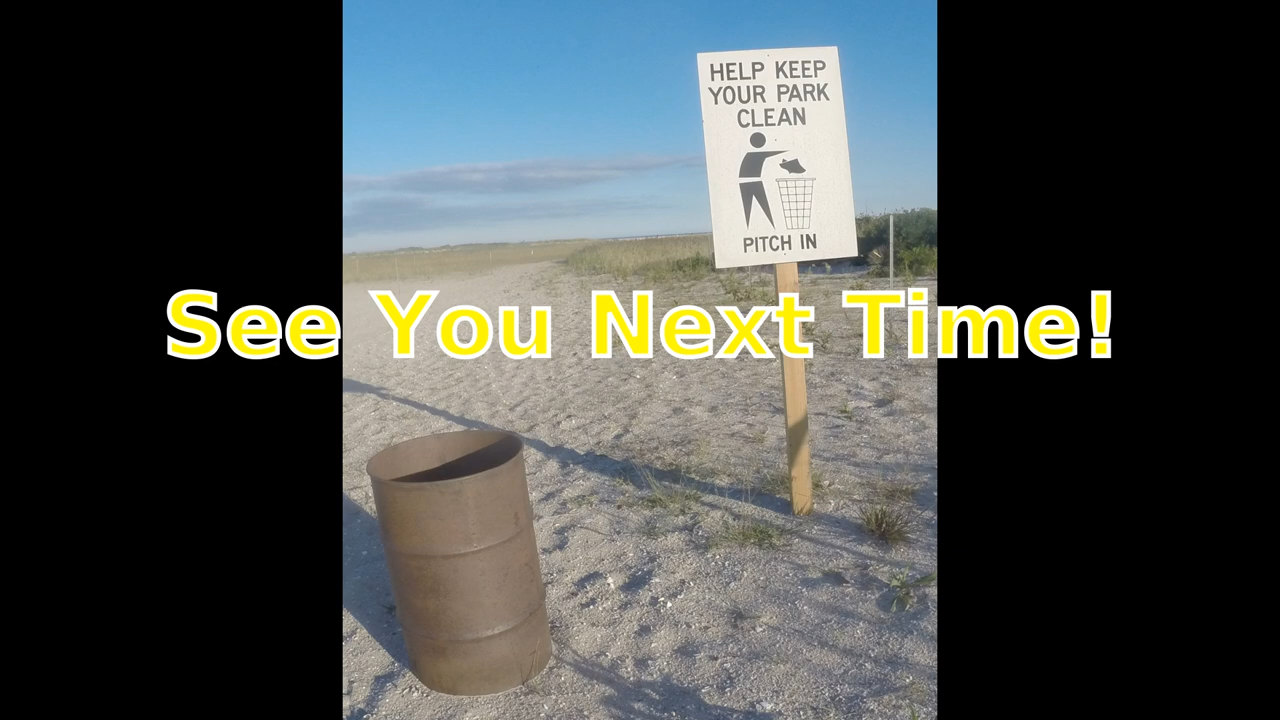 HELP KEEP
YOUR PARK
CLEAN
PITCH IN
See You Next Time!